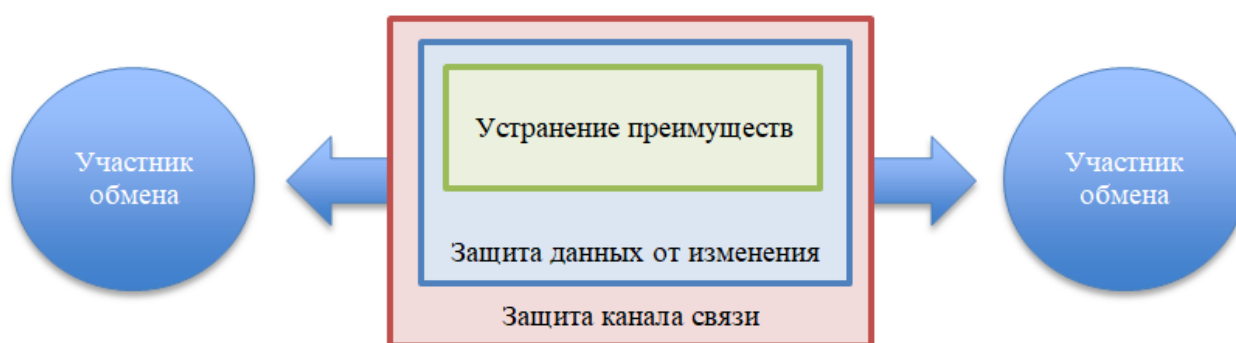 Участник
обмена
Устранение преимуществ
Защита данных от изменения
Защита канала связи
Участник
обмена